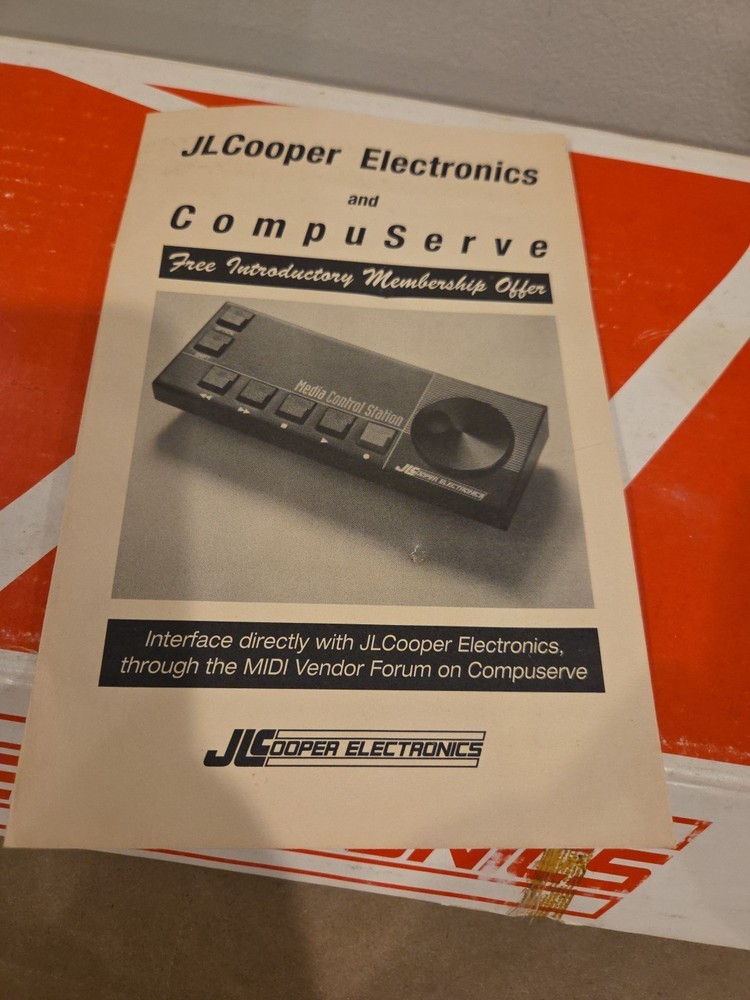 JLCooper Electronics
and
CompuServe
Free Introductory Membership Offer
Media Control Station
JLCOOPER ELECTRONICS
Interface directly with JLCooper Electronics,
through the MIDI Vendor Forum on Compuserve
JLCOOPER ELECTRONICS